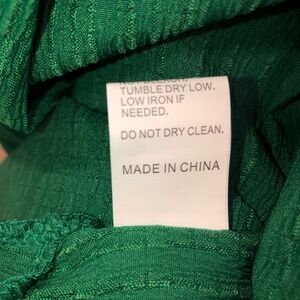 TUMBLE DRY LOW.
LOW IRON IF
NEEDED.
DO NOT DRY CLEAN.
MADE IN CHINA